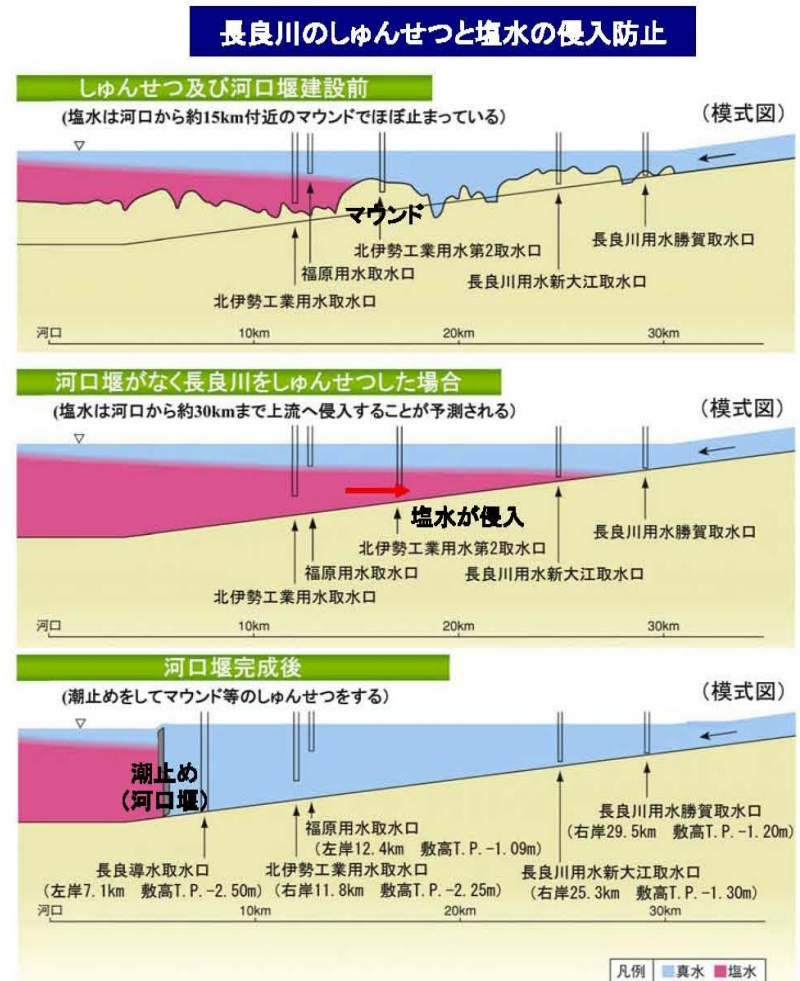 長良川のしゅんせつと塩水の侵入防止
しゅんせつ及び河口堰建設前
(塩水は河口から約15km付近のマウンドでほぼ止まっている)
(模式図)
マウンド
長良川用水勝賀取水口
北伊勢工業用水第2取水口
福原用水取水口
長良川用水新大江取水口
北伊勢工業用水取水口
河口 10km 20km 30km
河口堰がなく長良川をしゅんせつした場合
(塩水は河口から約30kmまで上流へ侵入することが予測される)
(模式図)
塩水が侵入
長良川用水勝賀取水口
北伊勢工業用水第2取水口
福原用水取水口
長良川用水新大江取水口
北伊勢工業用水取水口
河口 10km 20km 30km
河口堰完成後
(潮止めをしてマウンド等のしゅんせつをする)
(模式図)
潮止め
(河口堰)
長良川用水勝賀取水口
(右岸29.5km 敷高T.P.-1.20m)
福原用水取水口
(左岸12.4km 敷高T.P.-1.09m)
長良導水取水口
(左岸7.1km 敷高T.P.-2.50m)
北伊勢工業用水取水口
(右岸11.8km 敷高T.P.-2.25m)
長良川用水新大江取水口
(右岸25.3km 敷高T.P.-1.30m)
河口 10km 20km 30km
凡例 真水 塩水